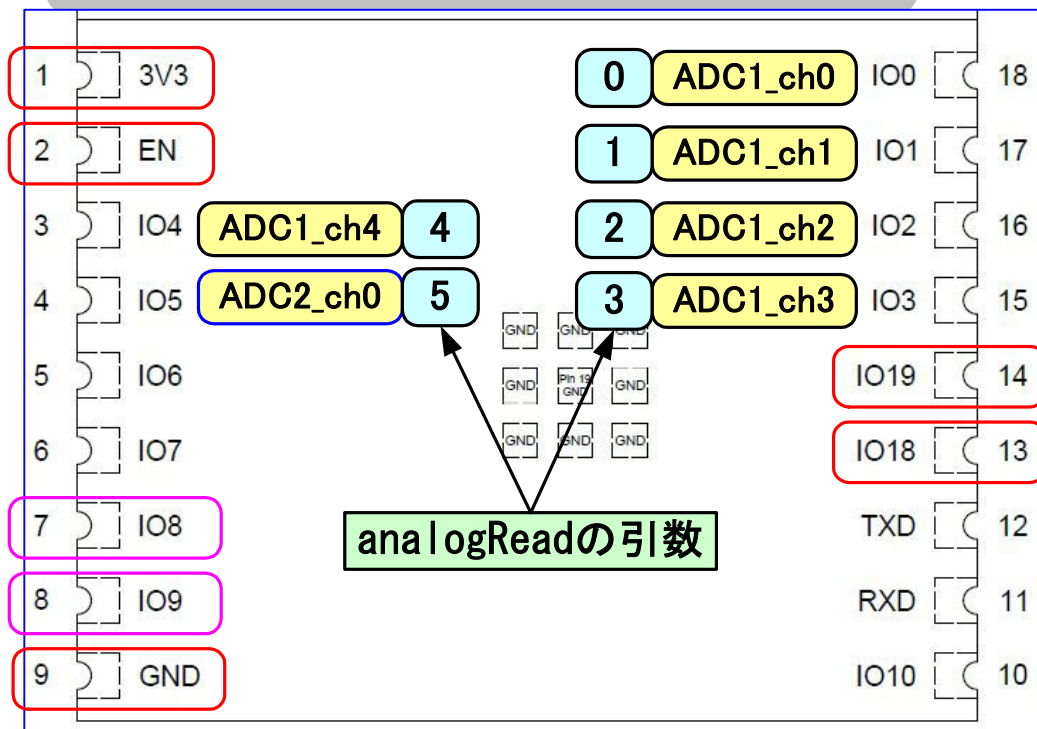 1 3V3 0 ADC1_ch0 IO0 18
2 EN 1 ADC1_ch1 IO1 17
3 IO4 ADC1_ch4 4 2 ADC1_ch2 IO2 16
4 IO5 ADC2_ch0 5 3 ADC1_ch3 IO3 15
GND GND GND
5 IO6 GND Pin 19 GND GND IO19 14
6 IO7 GND GND GND IO18 13
7 IO8 analogReadの引数 TXD 12
8 IO9 RXD 11
9 GND IO10 10